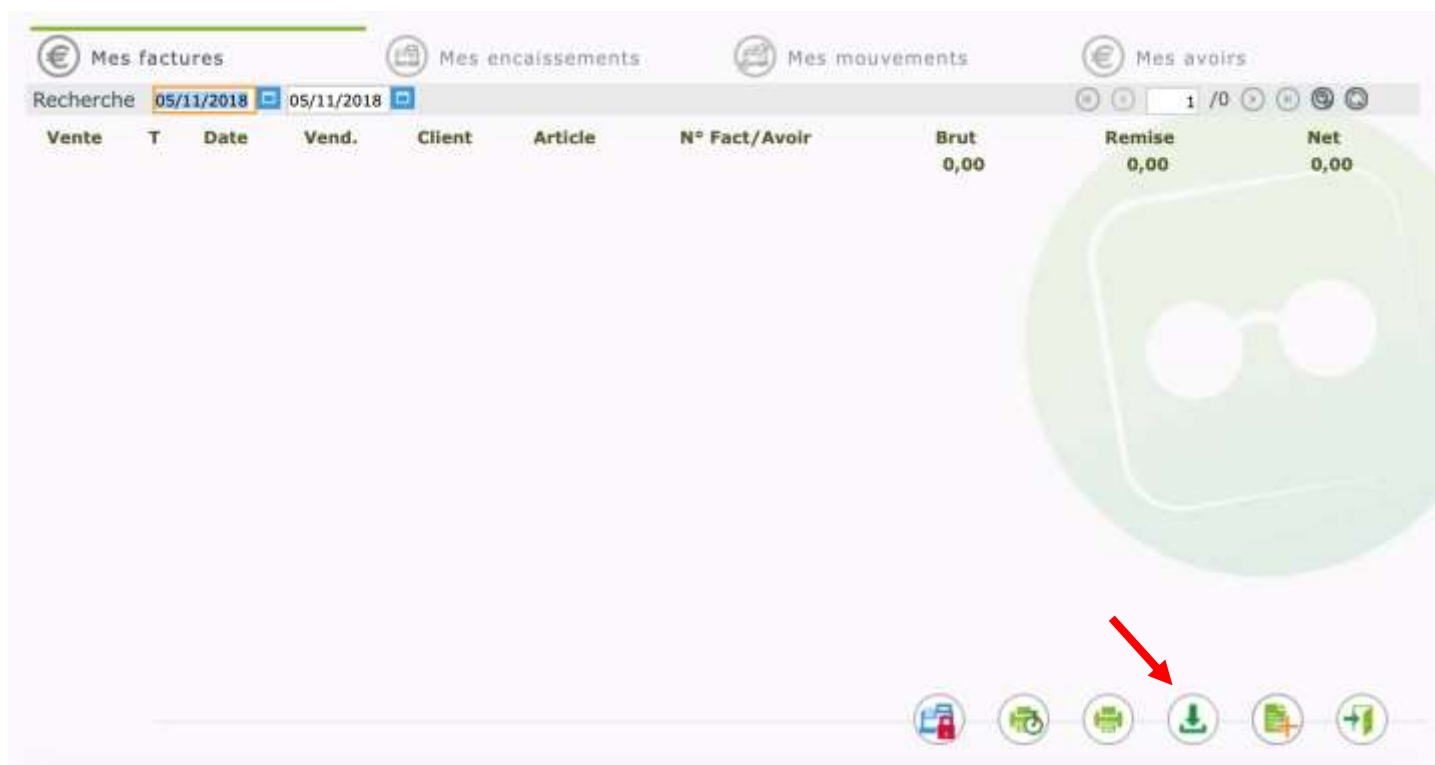 Mes factures Mes encaissements Mes mouvements Mes avoirs
Recherche 05/11/2018 05/11/2018 1 /0
Vente T Date Vend. Client Article N° Fact/Avoir Brut Remise Net
0,00 0,00 0,00